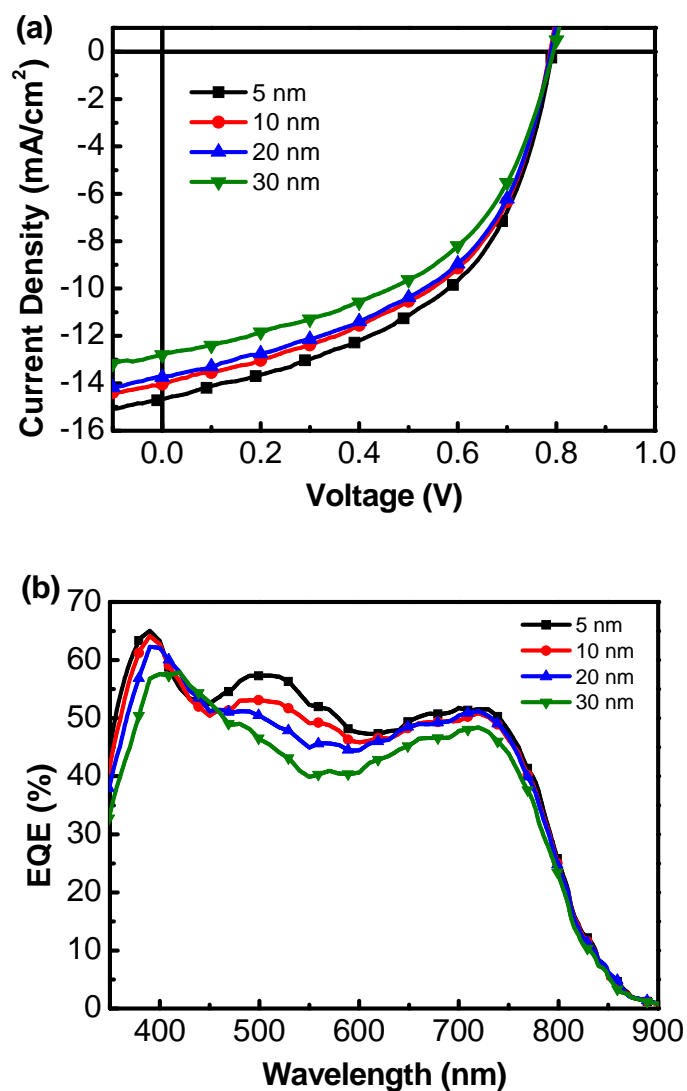 (a)
0
-2
-4
-6
-8
-10
-12
-14
-16
Current Density (mA/cm²)
5 nm
10 nm
20 nm
30 nm
0.0 0.2 0.4 0.6 0.8 1.0
Voltage (V)
(b)
70
60
50
40
30
20
10
0
EQE (%)
5 nm
10 nm
20 nm
30 nm
400 500 600 700 800 900
Wavelength (nm)